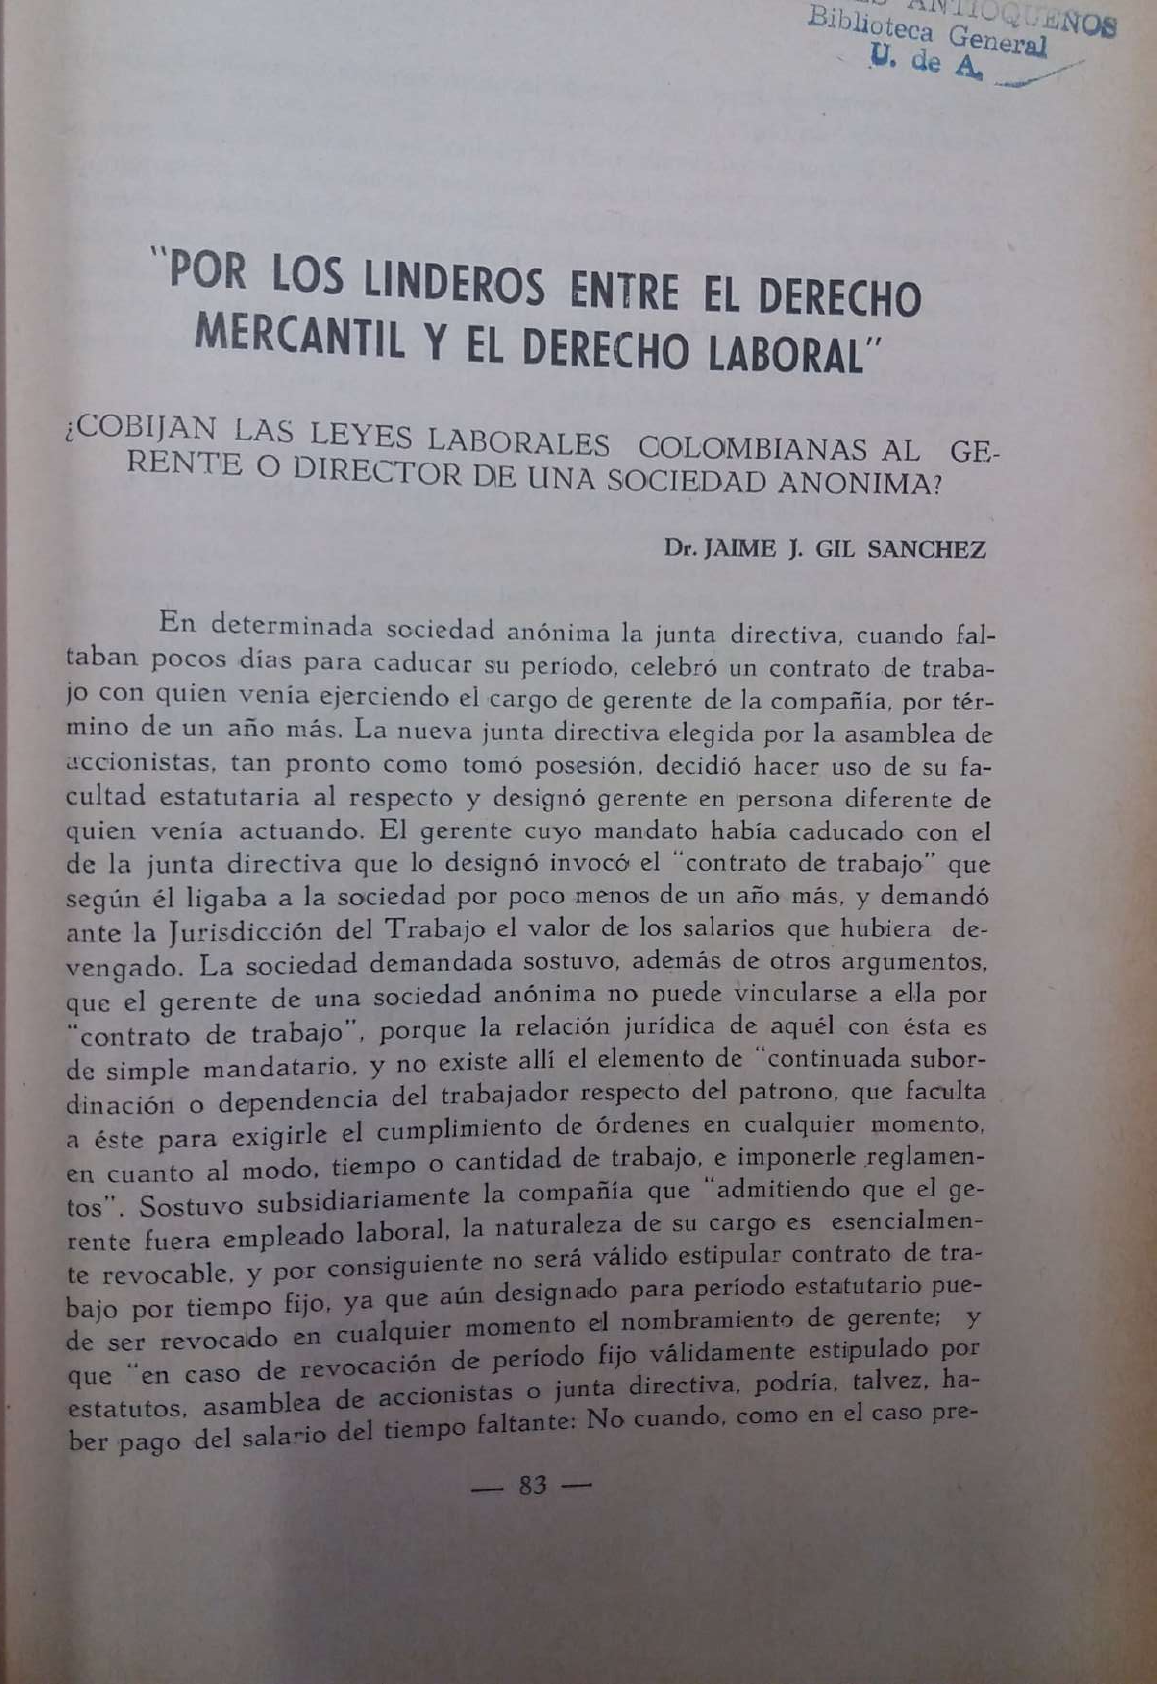 ANTIOQUEÑOS
Biblioteca General
U. de A.
"POR LOS LINDEROS ENTRE EL DERECHO
MERCANTIL Y EL DERECHO LABORAL"
¿COBIJAN LAS LEYES LABORALES COLOMBIANAS AL GE-
RENTE O DIRECTOR DE UNA SOCIEDAD ANONIMA?
Dr. JAIME J. GIL SANCHEZ
En determinada sociedad anónima la junta directiva, cuando fal-
taban pocos días para caducar su período, celebró un contrato de traba-
jo con quien venía ejerciendo el cargo de gerente de la compañía, por tér-
mino de un año más. La nueva junta directiva elegida por la asamblea de
accionistas, tan pronto como tomó posesión, decidió hacer uso de su fa-
cultad estatutaria al respecto y designó gerente en persona diferente de
quien venía actuando. El gerente cuyo mandato había caducado con el
de la junta directiva que lo designó invocó el "contrato de trabajo" que
según él ligaba a la sociedad por poco menos de un año más, y demandó
ante la Jurisdicción del Trabajo el valor de los salarios que hubiera de-
vengado. La sociedad demandada sostuvo, además de otros argumentos,
que el gerente de una sociedad anónima no puede vincularse a ella por
"contrato de trabajo", porque la relación jurídica de aquél con ésta es
de simple mandatario, y no existe allí el elemento de "continuada subor-
dinación o dependencia del trabajador respecto del patrono, que faculta
a éste para exigirle el cumplimiento de órdenes en cualquier momento,
en cuanto al modo, tiempo o cantidad de trabajo, e imponerle reglamen-
tos". Sostuvo subsidiariamente la compañía que "admitiendo que el ge-
rente fuera empleado laboral, la naturaleza de su cargo es esencialmen-
te revocable, y por consiguiente no será válido estipular contrato de tra-
bajo por tiempo fijo, ya que aún designado para período estatutario pue-
de ser revocado en cualquier momento el nombramiento de gerente; y
que "en caso de revocación de período fijo válidamente estipulado por
estatutos, asamblea de accionistas o junta directiva, podría, talvez, ha-
ber pago del salario del tiempo faltante: No cuando, como en el caso pre-
— 83 —